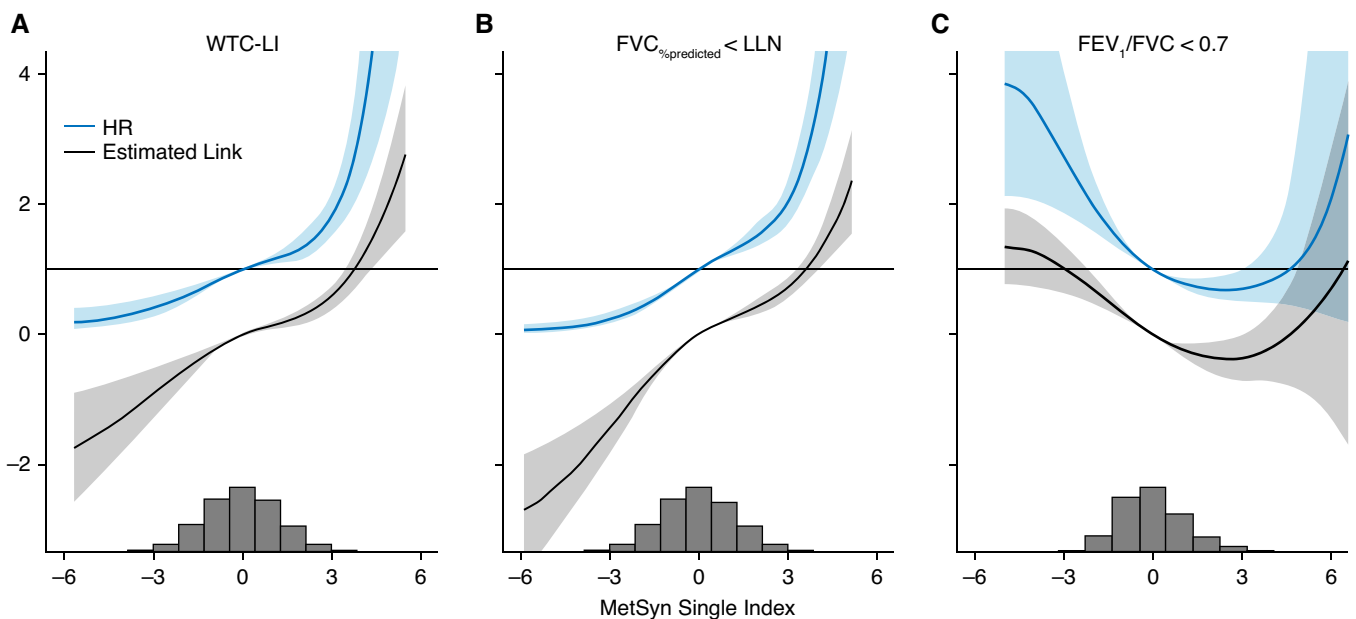 A
WTC-LI
HR
Estimated Link
4
2
0
–2
–6
–3
0
3
6
B
FVC%predicted < LLN
–6
–3
0
3
6
MetSyn Single Index
C
FEV1/FVC < 0.7
–6
–3
0
3
6